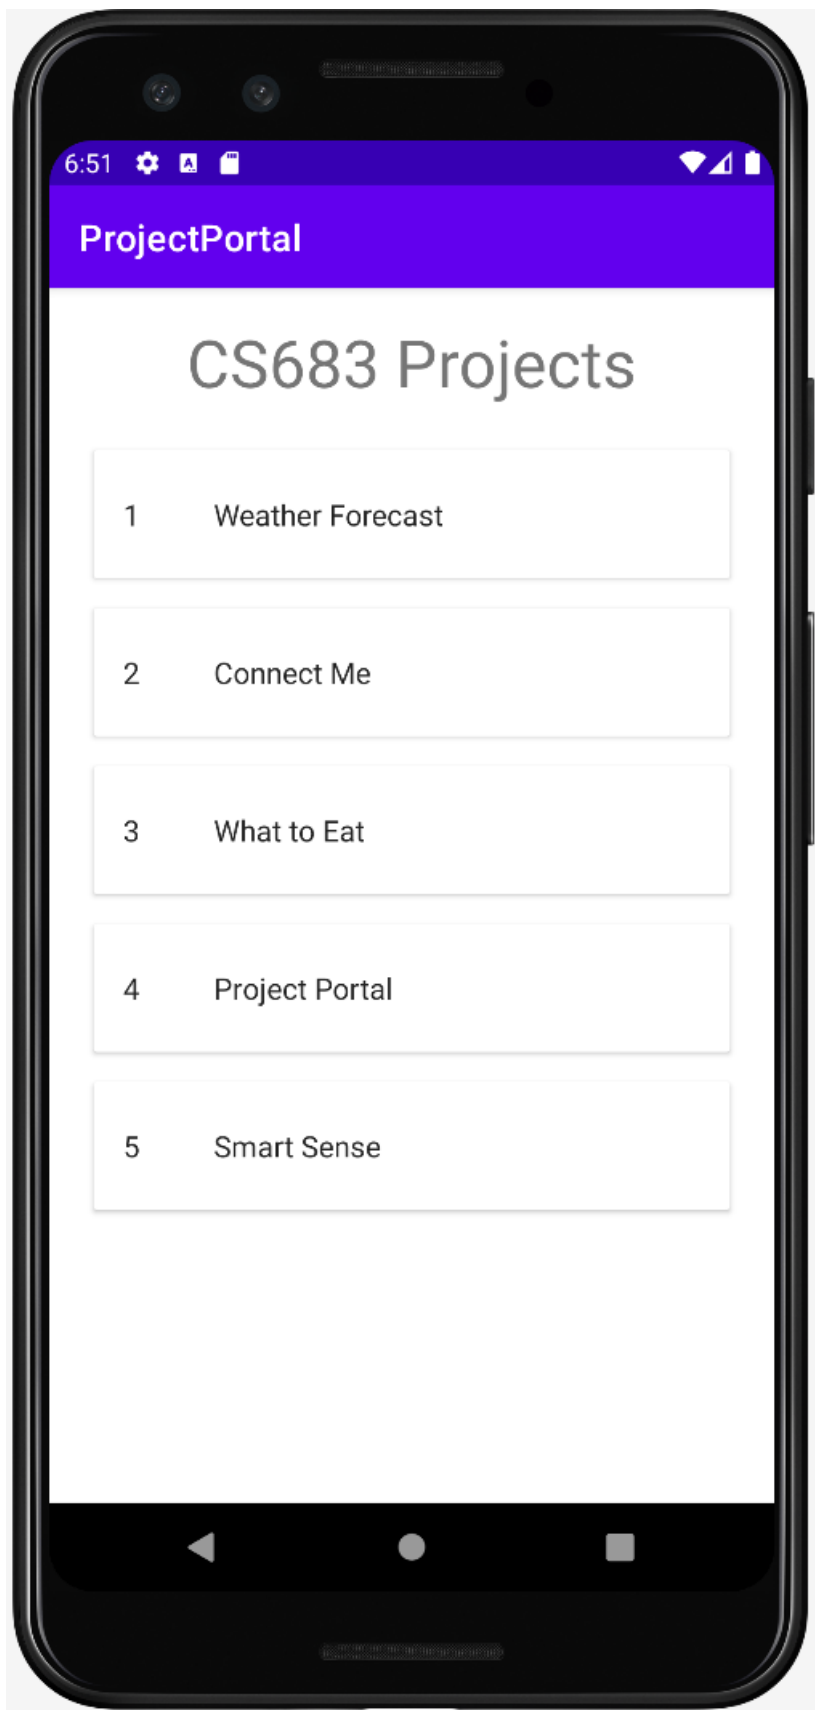 6:51
ProjectPortal
CS683 Projects
1 Weather Forecast
2 Connect Me
3 What to Eat
4 Project Portal
5 Smart Sense